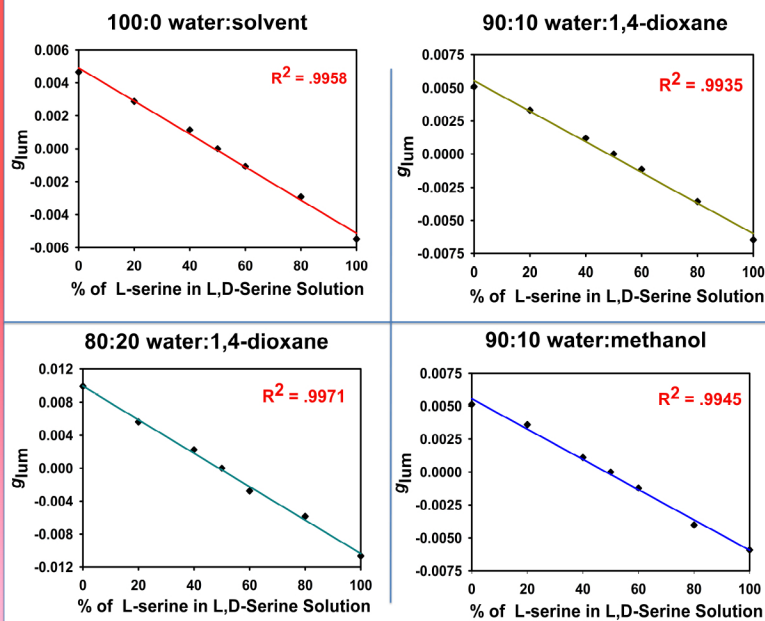 100:0 water:solvent
R2 = .9958
0.006
0.004
0.002
0.000
-0.002
-0.004
-0.006
glum
0 20 40 60 80 100
% of L-serine in L,D-Serine Solution
90:10 water:1,4-dioxane
R2 = .9935
0.0075
0.0050
0.0025
0.0000
-0.0025
-0.0050
-0.0075
glum
0 20 40 60 80 100
% of L-serine in L,D-Serine Solution
80:20 water:1,4-dioxane
R2 = .9971
0.012
0.008
0.004
0.000
-0.004
-0.008
-0.012
glum
0 20 40 60 80 100
% of L-serine in L,D-Serine Solution
90:10 water:methanol
R2 = .9945
0.0075
0.0050
0.0025
0.0000
-0.0025
-0.0050
-0.0075
glum
0 20 40 60 80 100
% of L-serine in L,D-Serine Solution